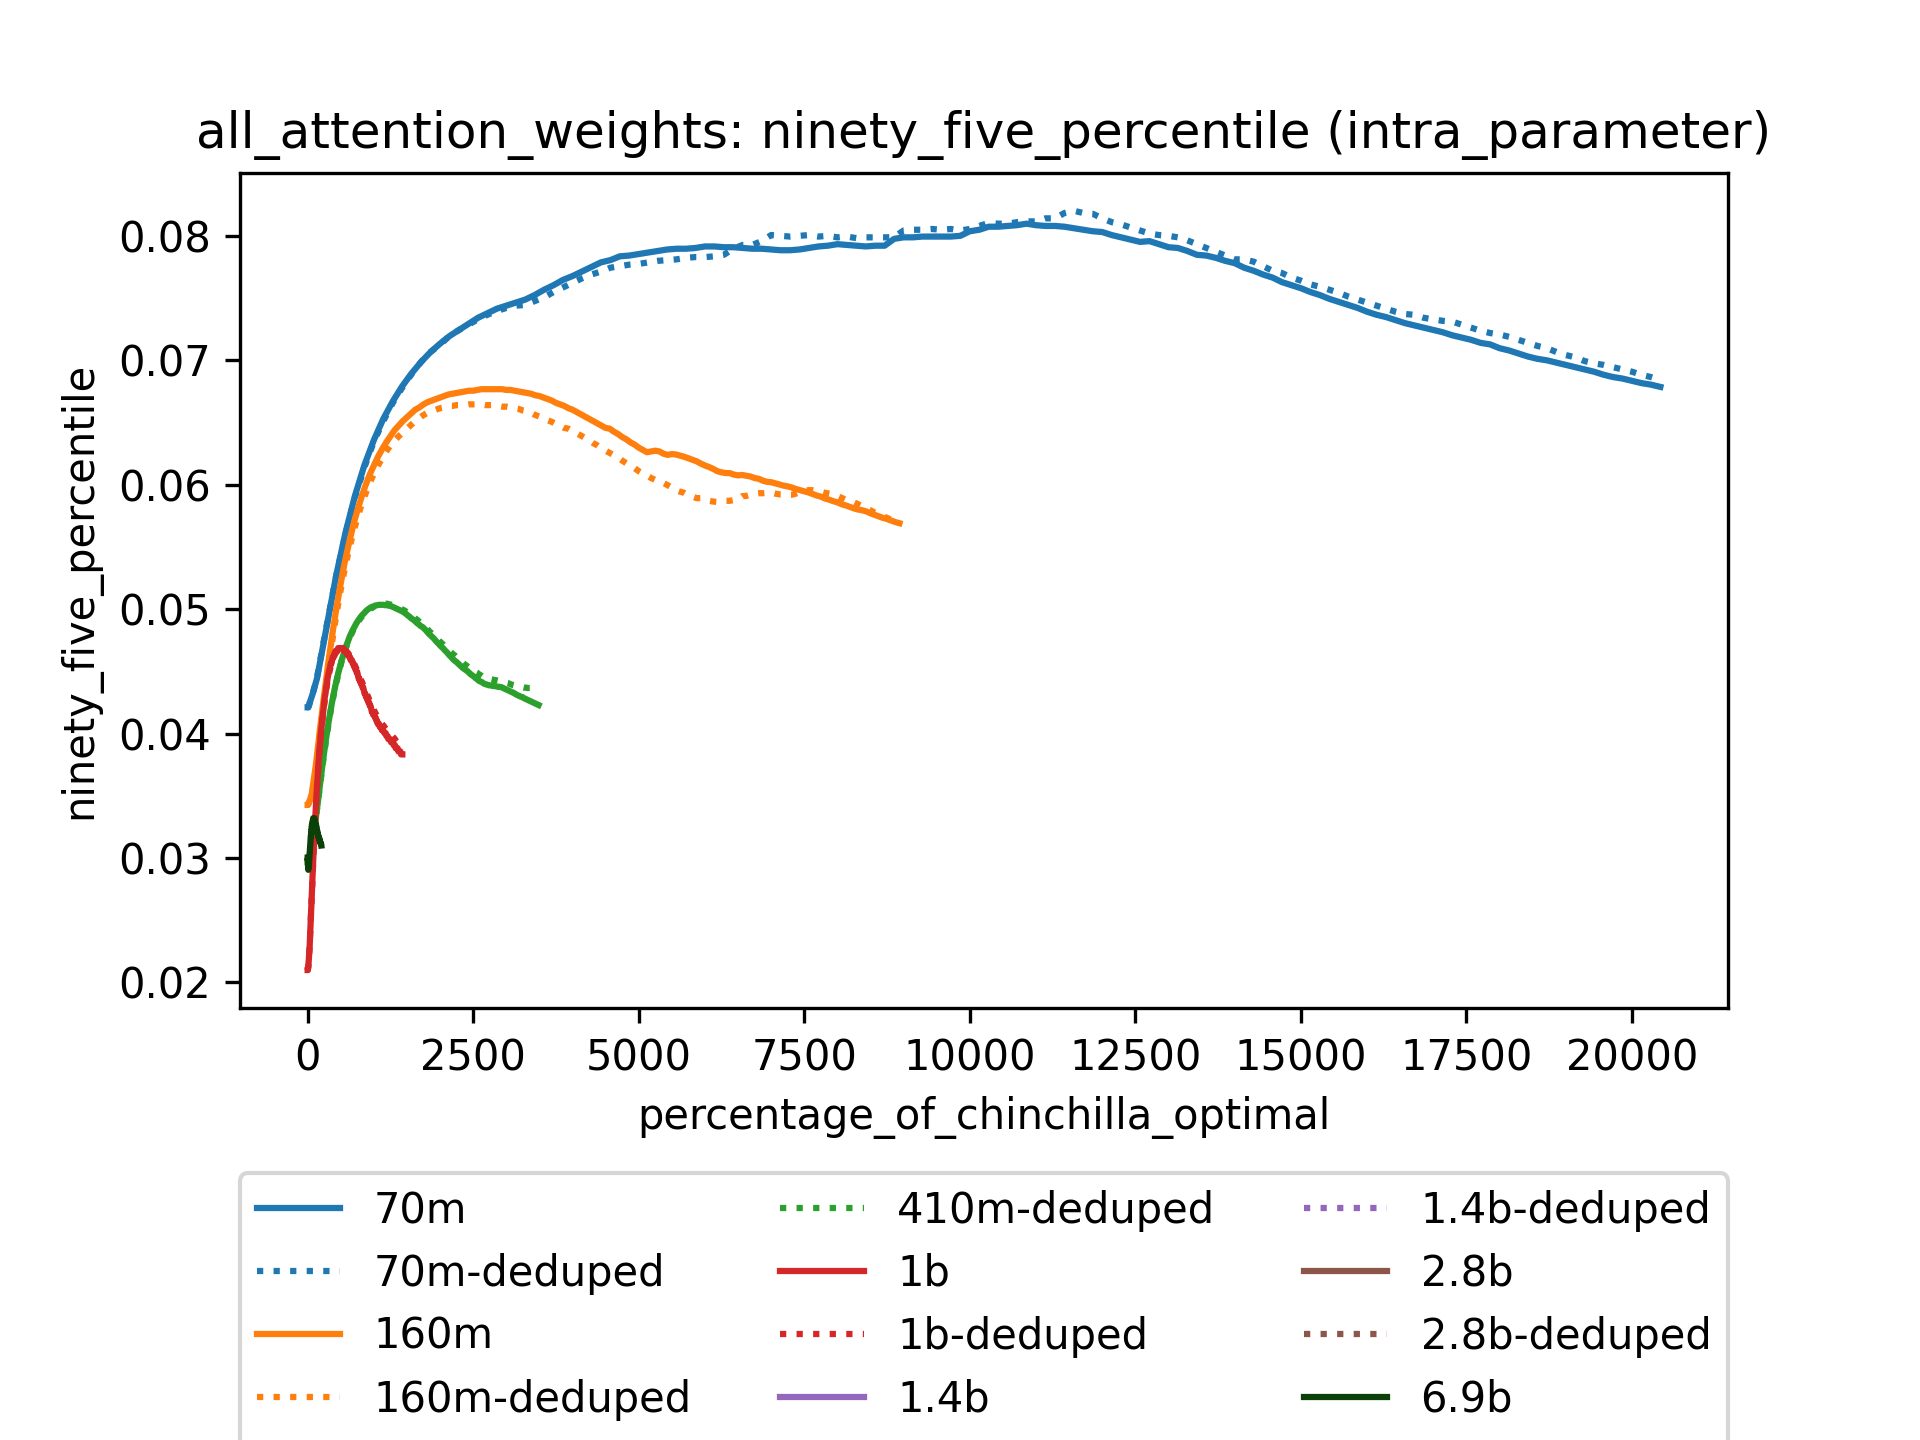 all_attention_weights: ninety_five_percentile (intra_parameter)
ninety_five_percentile
0.08
0.07
0.06
0.05
0.04
0.03
0.02
0 2500 5000 7500 10000 12500 15000 17500 20000
percentage_of_chinchilla_optimal
70m
70m-deduped
160m
160m-deduped
410m-deduped
1b
1b-deduped
1.4b
1.4b-deduped
2.8b
2.8b-deduped
6.9b